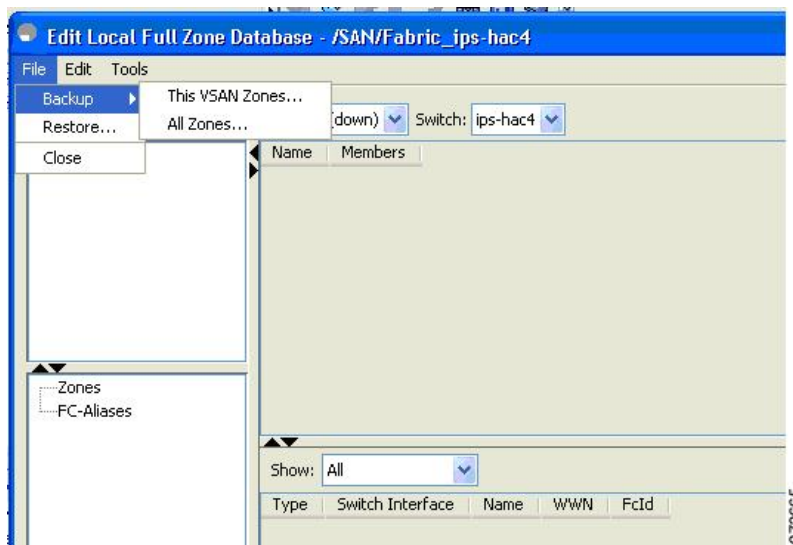 Edit Local Full Zone Database - /SAN/Fabric_ips-hac4
File Edit Tools
Backup This VSAN Zones...
Restore... All Zones...
(down) Switch: ips-hac4
Close
Name Members
Zones
FC-Aliases
Show: All
Type Switch Interface Name WWN FcId